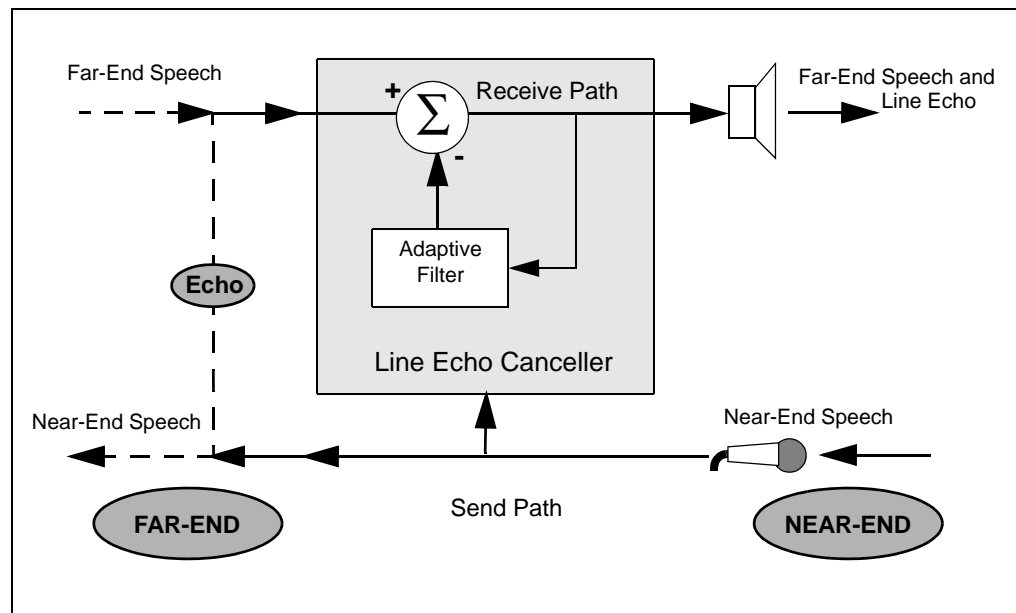 Far-End Speech
+
Σ
-
Receive Path
Far-End Speech and
Line Echo
Adaptive
Filter
Echo
Line Echo Canceller
Near-End Speech
Near-End Speech
Send Path
FAR-END
NEAR-END